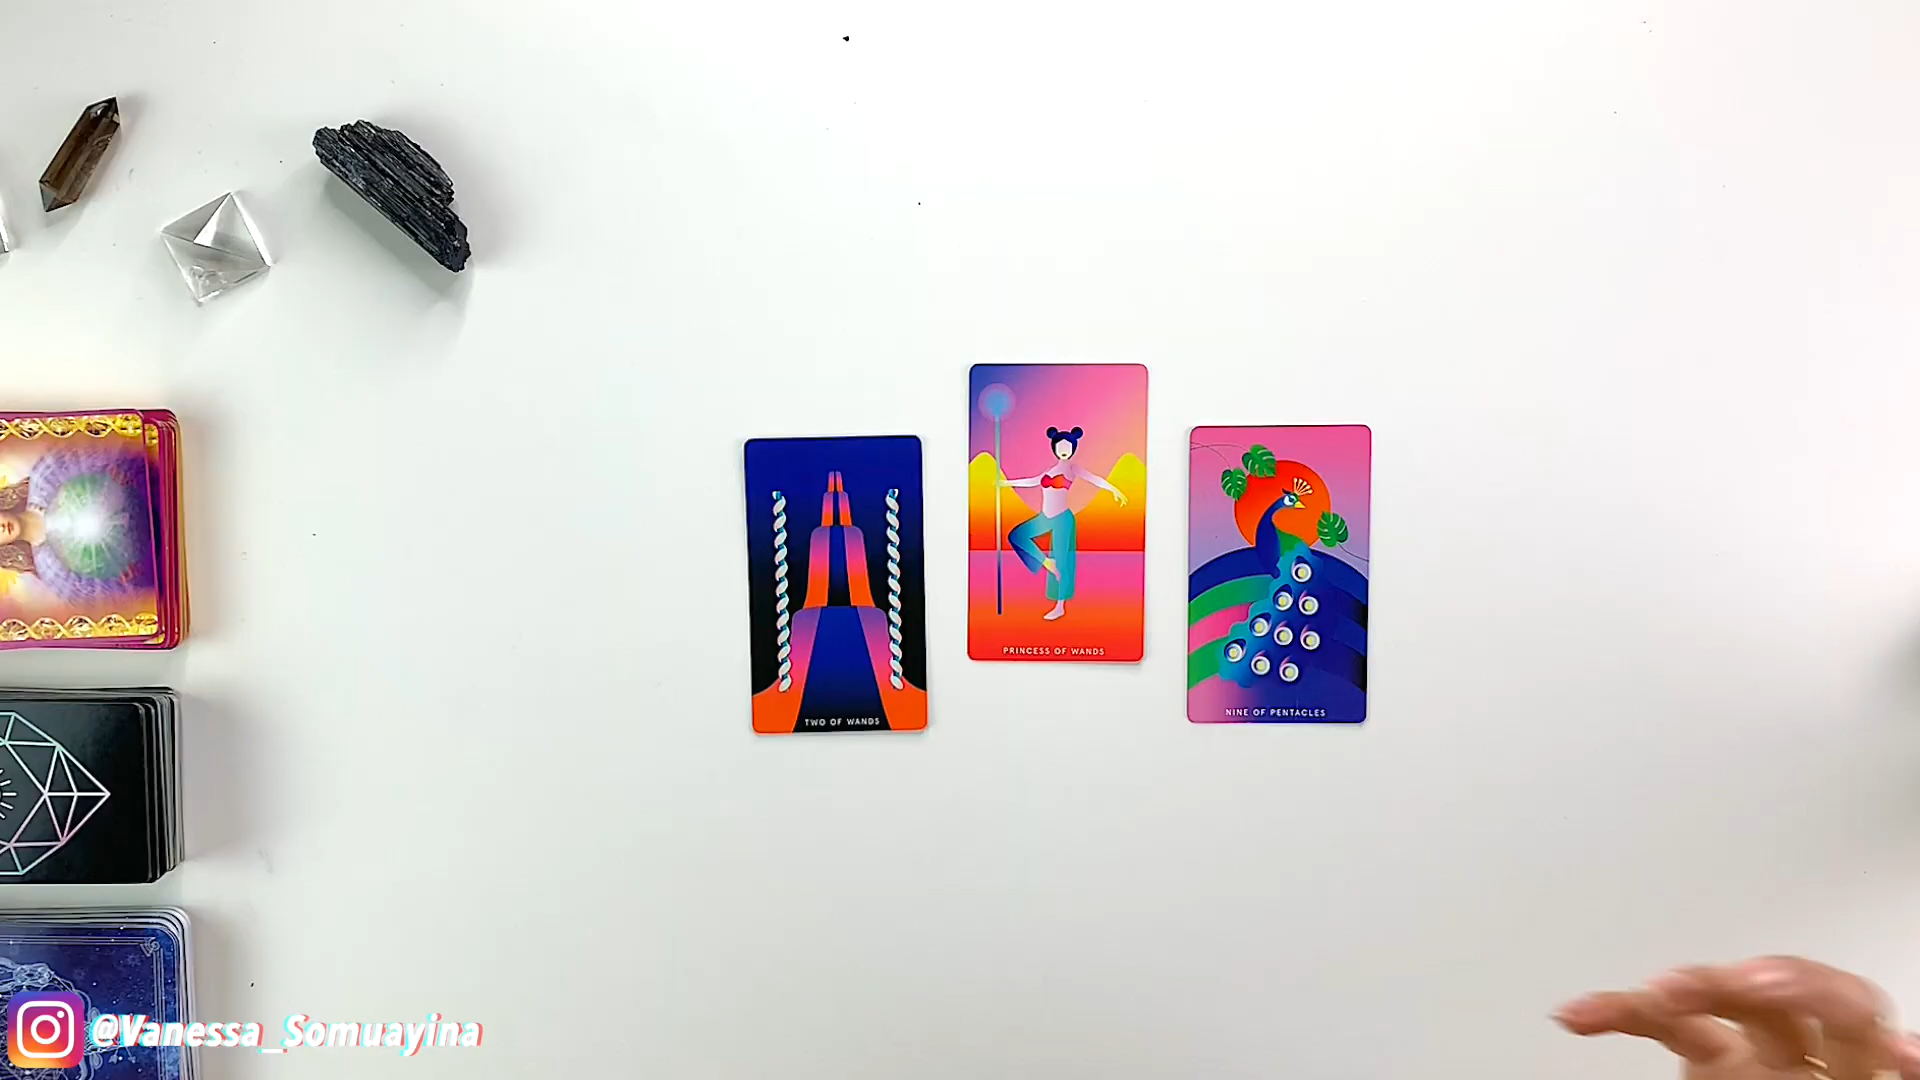 PRINCESS OF WANDS
TWO OF WANDS
NINE OF PENTACLES
@Vanessa_Somuayina